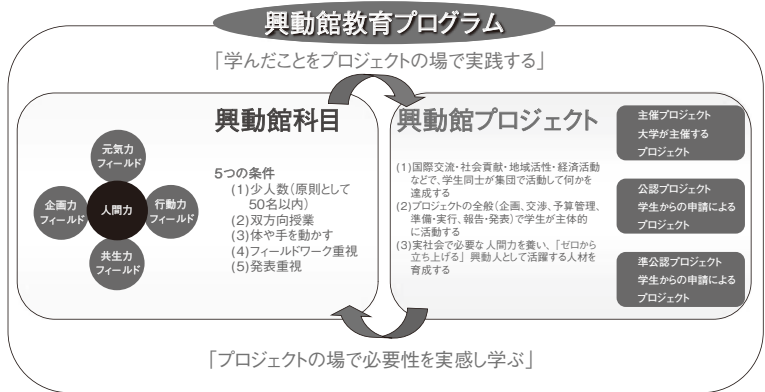 興動館教育プログラム
「学んだことをプロジェクトの場で実践する」
興動館科目
元気力
フィールド
企画力
フィールド
人間力
行動力
フィールド
共生力
フィールド
5つの条件
(1)少人数(原則として
50名以内)
(2)双方向授業
(3)体や手を動かす
(4)フィールドワーク重視
(5)発表重視
興動館プロジェクト
(1)国際交流・社会貢献・地域活性・経済活動
などで、学生同士が集団で活動して何かを
達成する
(2)プロジェクトの全般(企画、交渉、予算管理、
準備・実行、報告・発表)で学生が主体的
に活動する
(3)実社会で必要な人間力を養い、「ゼロから
立ち上げる」興動人として活躍する人材を
育成する
主催プロジェクト
大学が主催する
プロジェクト
公認プロジェクト
学生からの申請による
プロジェクト
準公認プロジェクト
学生からの申請による
プロジェクト
「プロジェクトの場で必要性を実感し学ぶ」